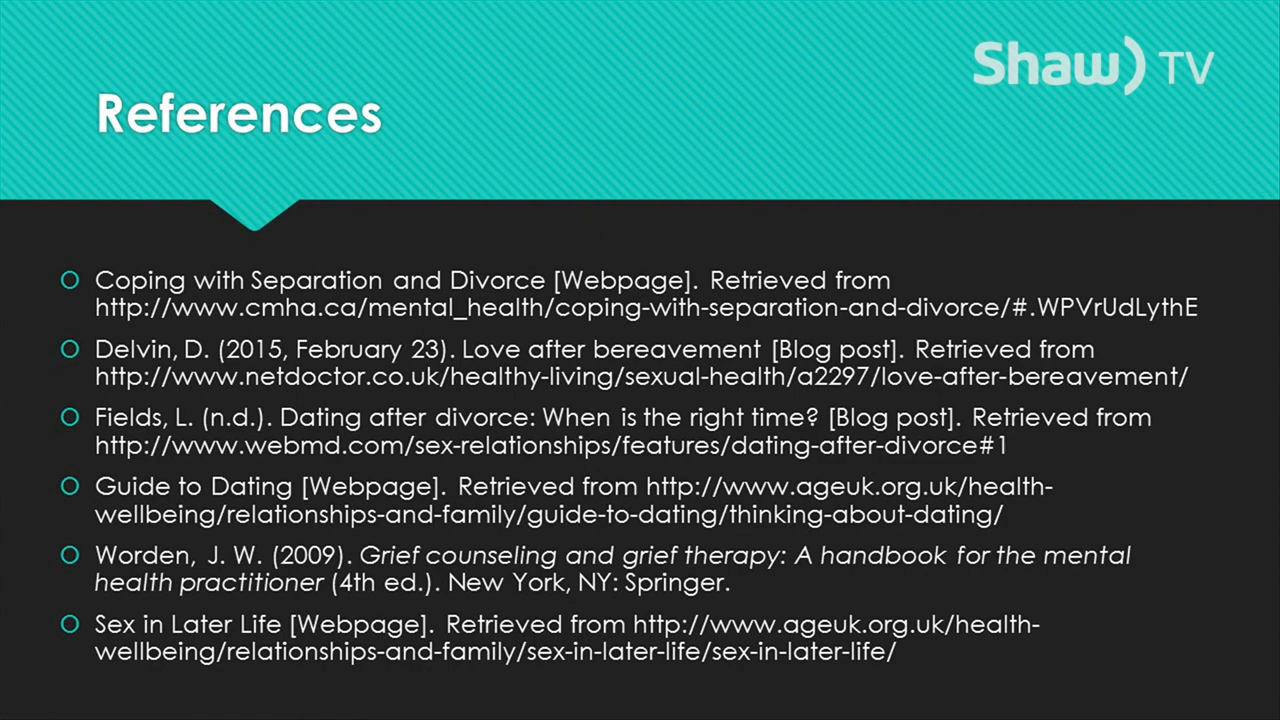 Shaw) TV
References
Coping with Separation and Divorce [Webpage]. Retrieved from
http://www.cmha.ca/mental_health/coping-with-separation-and-divorce/#.WPVrUdLythE
Delvin, D. (2015, February 23). Love after bereavement [Blog post]. Retrieved from
http://www.netdoctor.co.uk/healthy-living/sexual-health/a2297/love-after-bereavement/
Fields, L. (n.d.). Dating after divorce: When is the right time? [Blog post]. Retrieved from
http://www.webmd.com/sex-relationships/features/dating-after-divorce#1
Guide to Dating [Webpage]. Retrieved from http://www.ageuk.org.uk/health-
wellbeing/relationships-and-family/guide-to-dating/thinking-about-dating/
Worden, J. W. (2009). Grief counseling and grief therapy: A handbook for the mental
health practitioner (4th ed.). New York, NY: Springer.
Sex in Later Life [Webpage]. Retrieved from http://www.ageuk.org.uk/health-
wellbeing/relationships-and-family/sex-in-later-life/sex-in-later-life/